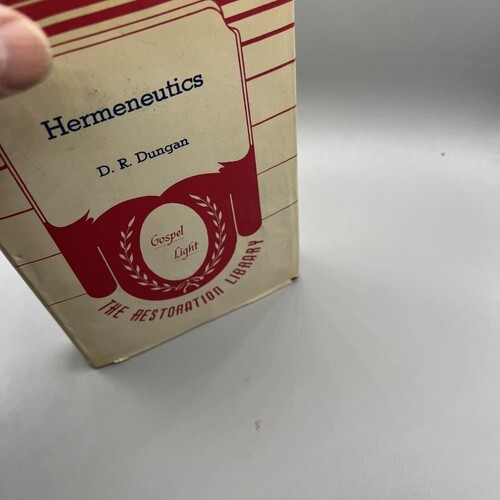 Hermeneutics
D. R. Dungan
Gospel
Light
THE RESTORATION LIBRARY